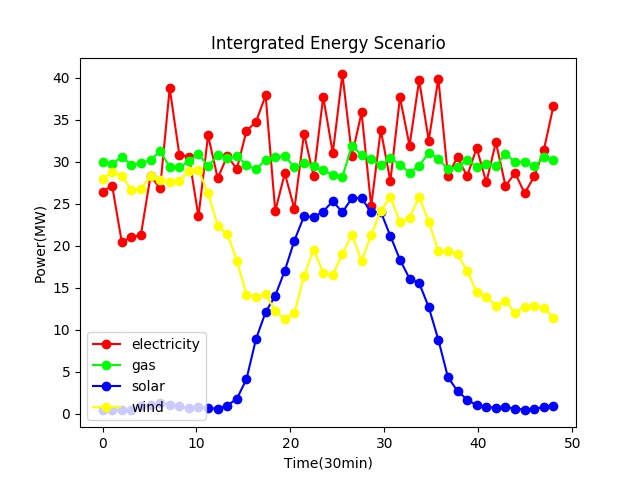 Intergrated Energy Scenario
Power(MW)
40
35
30
25
20
15
10
5
0
electricity
gas
solar
wind
0 10 20 30 40 50
Time(30min)